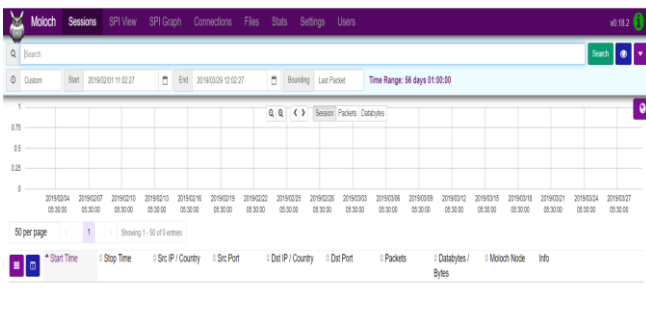 Moloch Sessions SPI View SPI Graph Connections Files Stats Settings Users v0.18.2
Search Search
Custom Start 2019/02/01 11:02:27 End 2019/03/29 12:02:27 Bounding Last Packet Time Range: 56 days 01:00:00
Session Packets Databytes
1
0.75
0.5
0.25
0
2019/02/04 2019/02/07 2019/02/10 2019/02/13 2019/02/16 2019/02/19 2019/02/22 2019/02/25 2019/02/28 2019/03/03 2019/03/06 2019/03/09 2019/03/12 2019/03/15 2019/03/18 2019/03/21 2019/03/24 2019/03/27
05:30:00 05:30:00 05:30:00 05:30:00 05:30:00 05:30:00 05:30:00 05:30:00 05:30:00 05:30:00 05:30:00 05:30:00 05:30:00 05:30:00 05:30:00 05:30:00 05:30:00 05:30:00
50 per page 1 Showing 1 - 50 of 0 entries
Start Time Stop Time Src IP / Country Src Port Dst IP / Country Dst Port Packets Databytes / Moloch Node Info
Bytes